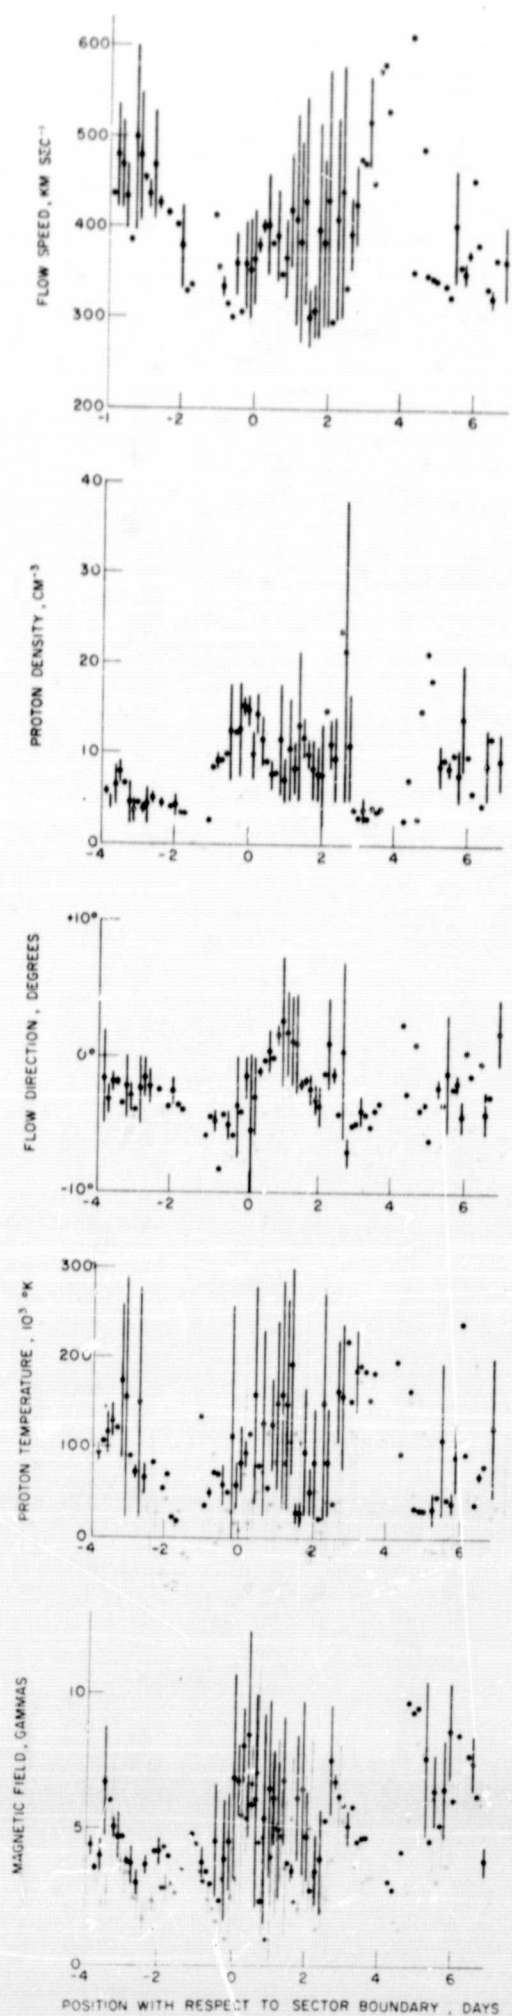 600
500
400
300
200
FLOW SPEED, KM SEC⁻¹
-1 -2 0 2 4 6
40
30
20
10
0
PROTON DENSITY, CM⁻³
-4 -2 0 2 4 6
+10°
0°
-10°
FLOW DIRECTION, DEGREES
-4 -2 0 2 4 6
300
200
100
0
PROTON TEMPERATURE, 10³ °K
-4 -2 0 2 4 6
10
5
0
MAGNETIC FIELD, GAMMAS
-4 -2 0 2 4 6
POSITION WITH RESPECT TO SECTOR BOUNDARY, DAYS